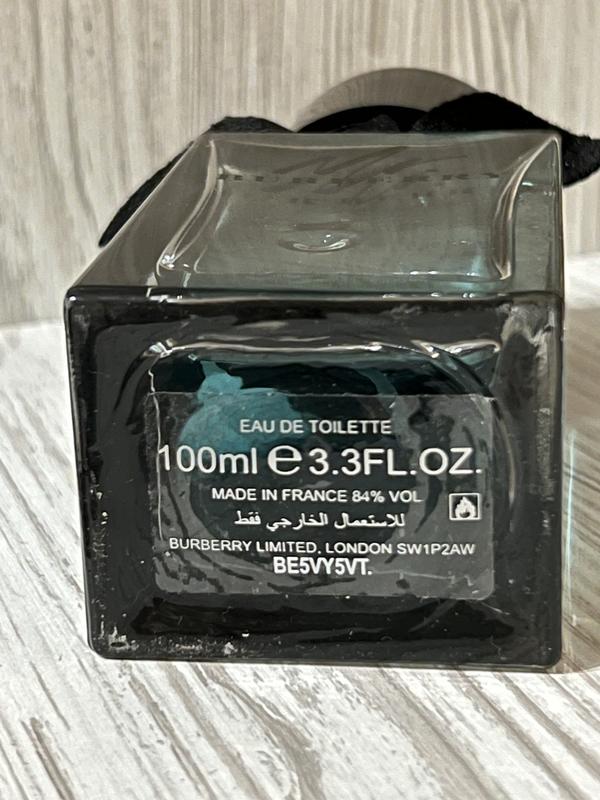 EAU DE TOILETTE
100ml e 3.3FL.OZ.
MADE IN FRANCE 84% VOL
للاستعمال الخارجي فقط
BURBERRY LIMITED, LONDON SW1P2AW
BE5VY5VT.